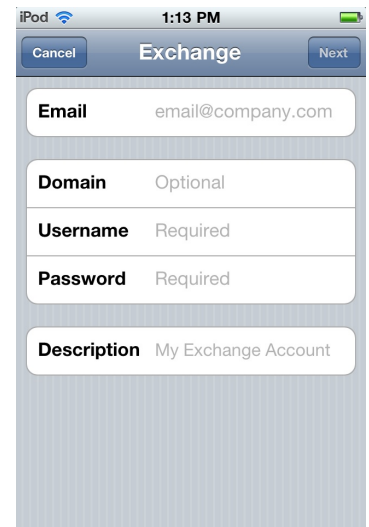 iPod 1:13 PM
Cancel Exchange Next
Email email@company.com
Domain Optional
Username Required
Password Required
Description My Exchange Account